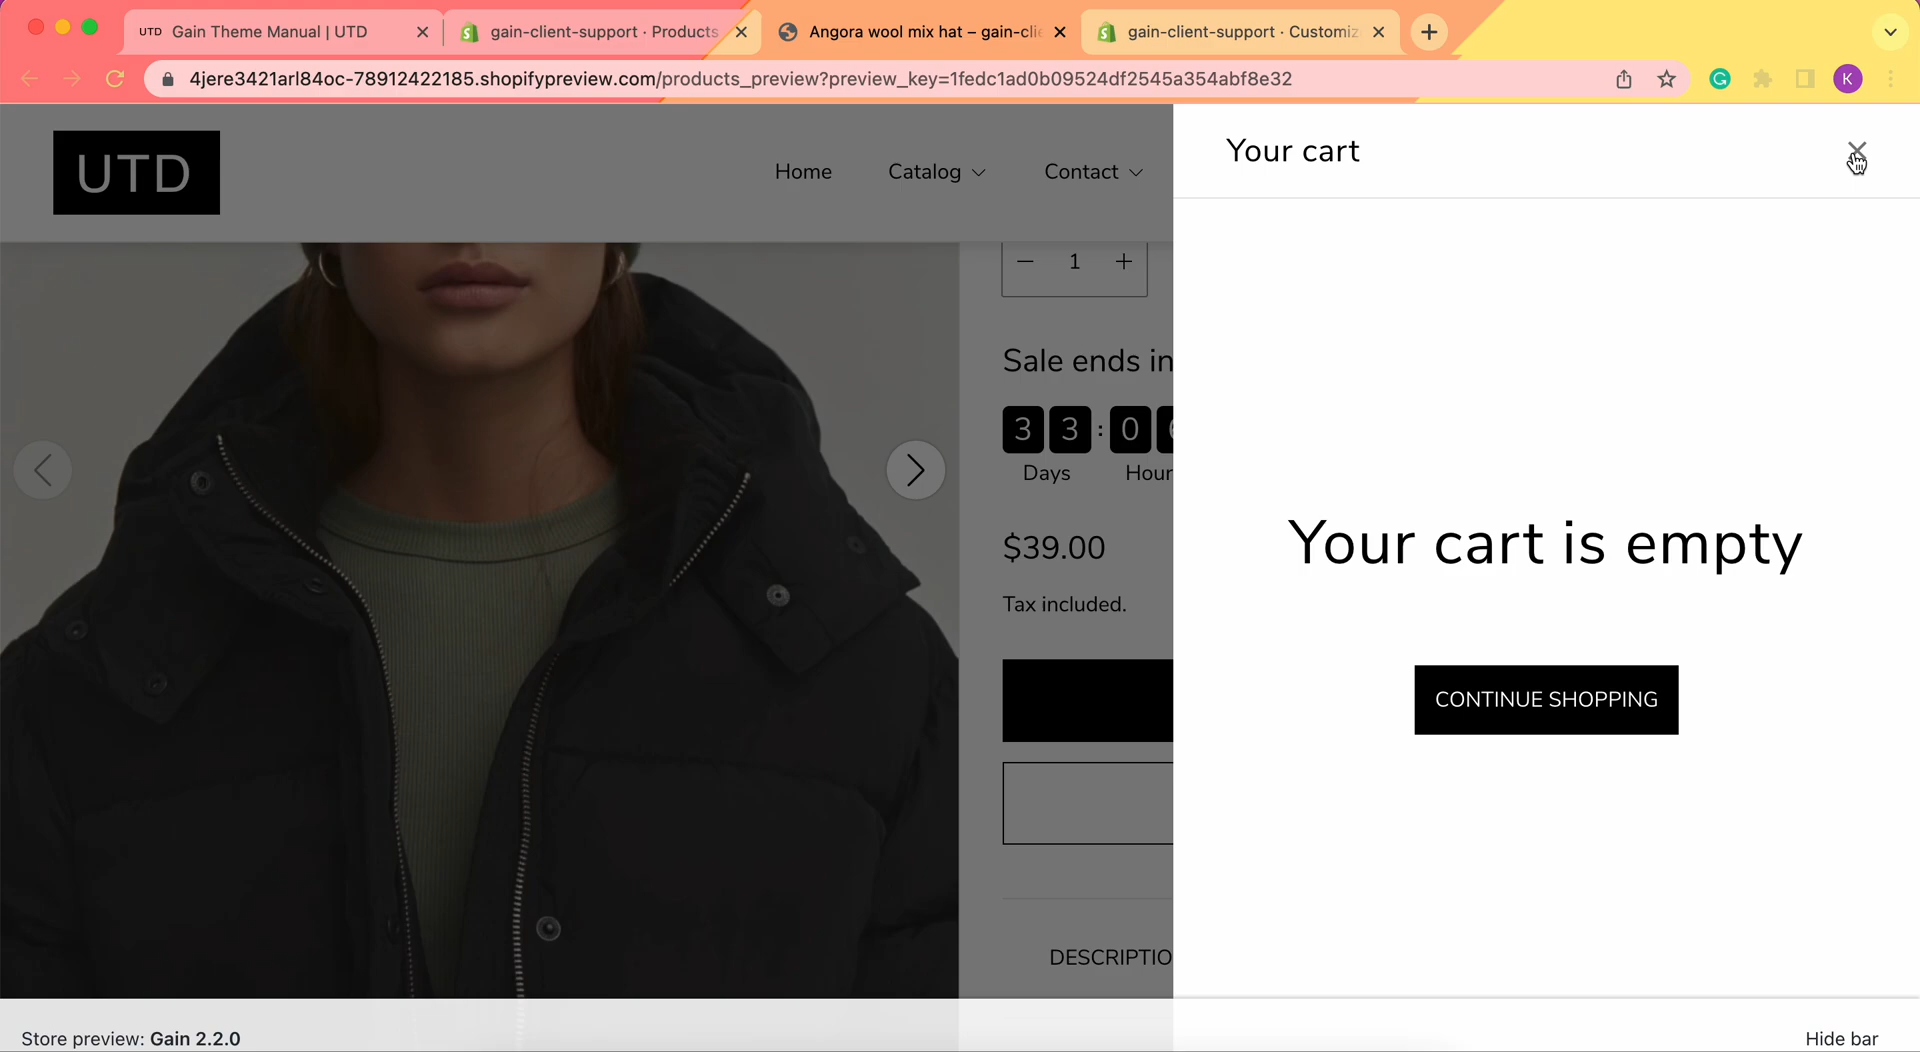 UTD Gain Theme Manual | UTD
gain-client-support · Products
Angora wool mix hat – gain-clie
gain-client-support · Customiz
4jere3421arl84oc-78912422185.shopifypreview.com/products_preview?preview_key=1fedc1ad0b09524df2545a354abf8e32
K
UTD
Home
Catalog
Contact
Your cart
1
Sale ends in
3 3 : 0
Days
Hour
$39.00
Tax included.
Your cart is empty
CONTINUE SHOPPING
DESCRIPTIO
Store preview: Gain 2.2.0
Hide bar